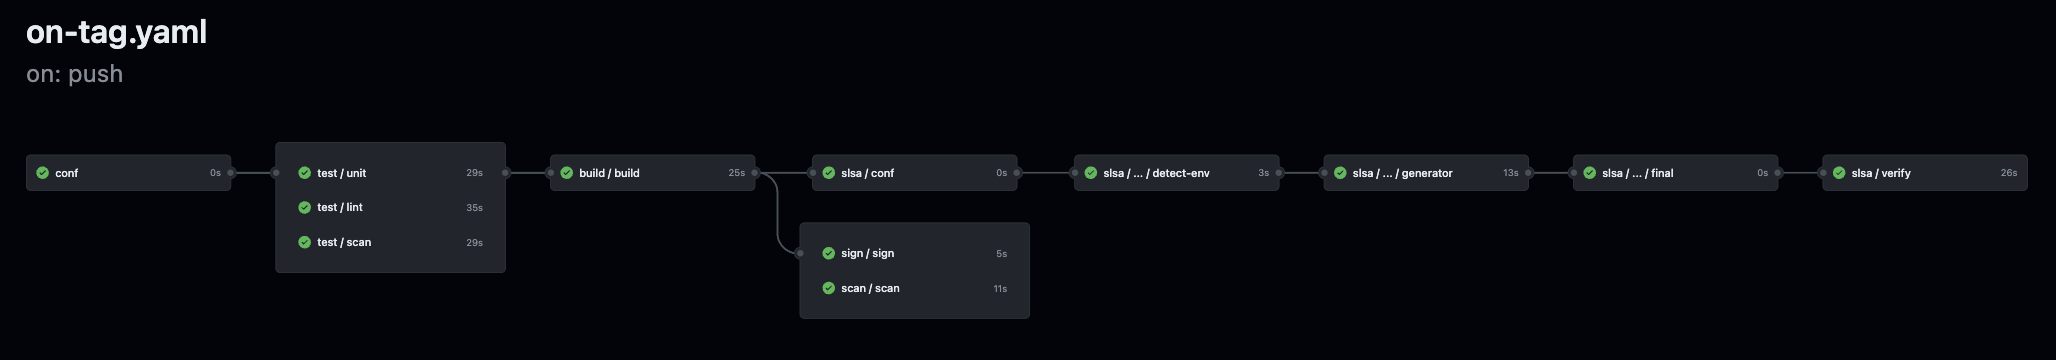 on-tag.yaml
on: push
conf 0s
test / unit 29s
test / lint 35s
test / scan 29s
build / build 25s
slsa / conf 0s
sign / sign 5s
scan / scan 11s
slsa / ... / detect-env 3s
slsa / ... / generator 13s
slsa / ... / final 0s
slsa / verify 26s